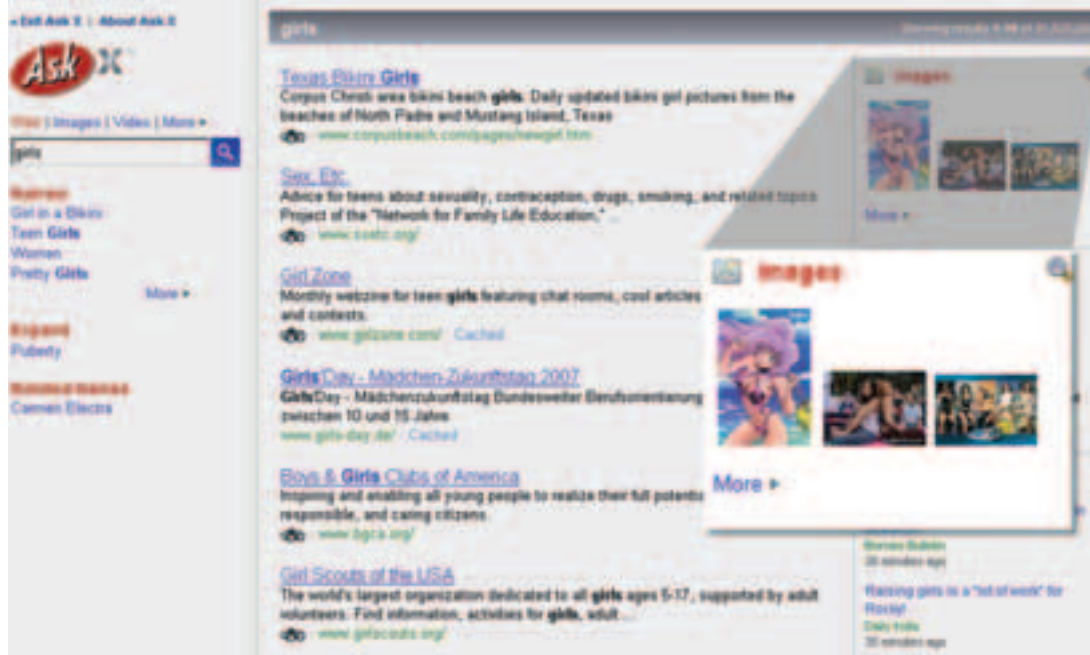 Exit Ask X | About Ask X
Ask X
Web | Images | Video | More
girls
Narrow
Girl in a Bikini
Teen Girls
Women
Pretty Girls
More
Expand
Puberty
Related Names
Carmen Electra
girls
Showing results 1-10 of
Texas Bikini Girls
Corpus Christi area bikini beach girls. Daily updated bikini girl pictures from the
beaches of North Padre and Mustang Island, Texas
www.corpusbeach.com/pages/newgirl.htm
Sex, Etc.
Advice for teens about sexuality, contraception, drugs, smoking, and related topics
Project of the "Network for Family Life Education," ...
www.sxetc.org/
Girl Zone
Monthly webzine for teen girls featuring chat rooms, cool articles
and contests.
www.girlzone.com/ Cached
Girls'Day - Mädchen-Zukunftstag 2007
Girls'Day - Mädchenzukunftstag Bundesweiter Berufsorientierung
zwischen 10 und 15 Jahre
www.girls-day.de/ Cached
Boys & Girls Clubs of America
Inspiring and enabling all young people to realize their full potential
responsible, and caring citizens.
www.bgca.org/
Girl Scouts of the USA
The world's largest organization dedicated to all girls ages 5-17, supported by adult
volunteers. Find information, activities for girls, adult ...
www.girlscouts.org/
Images
More
Images
More
Borneo Bulletin
28 minutes ago
Raising girls is a "lot of work" for
Rocky!
Daily India
30 minutes ago